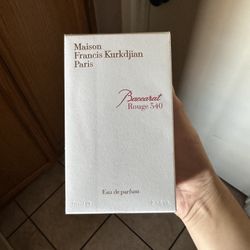 Maison
Francis Kurkdjian
Paris
Baccarat
Rouge 540
Eau de parfum